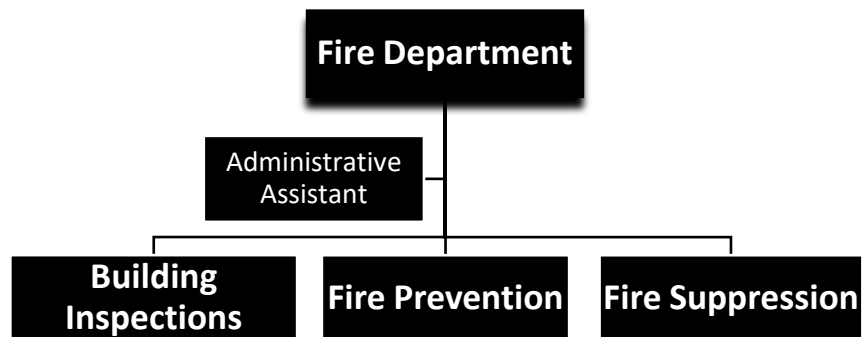 Fire Department
Administrative
Assistant
Building
Inspections
Fire Prevention
Fire Suppression